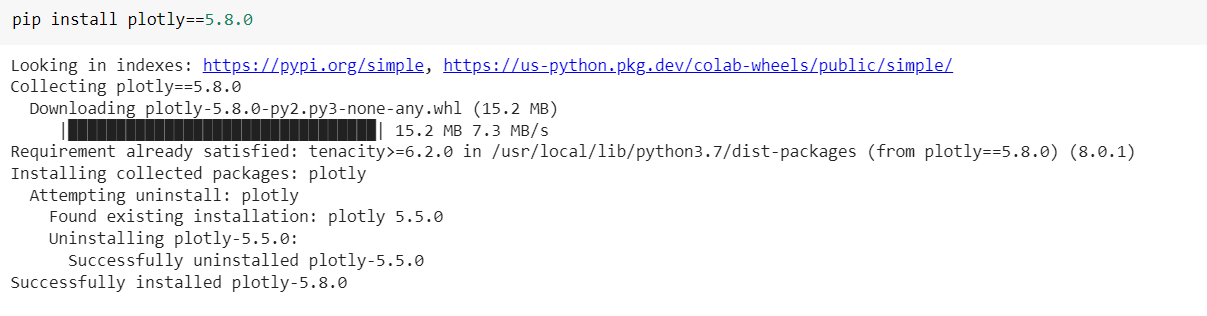 pip install plotly==5.8.0
Looking in indexes: https://pypi.org/simple, https://us-python.pkg.dev/colab-wheels/public/simple/
Collecting plotly==5.8.0
Downloading plotly-5.8.0-py2.py3-none-any.whl (15.2 MB)
|████████████████████████████████| 15.2 MB 7.3 MB/s
Requirement already satisfied: tenacity>=6.2.0 in /usr/local/lib/python3.7/dist-packages (from plotly==5.8.0) (8.0.1)
Installing collected packages: plotly
Attempting uninstall: plotly
Found existing installation: plotly 5.5.0
Uninstalling plotly-5.5.0:
Successfully uninstalled plotly-5.5.0
Successfully installed plotly-5.8.0